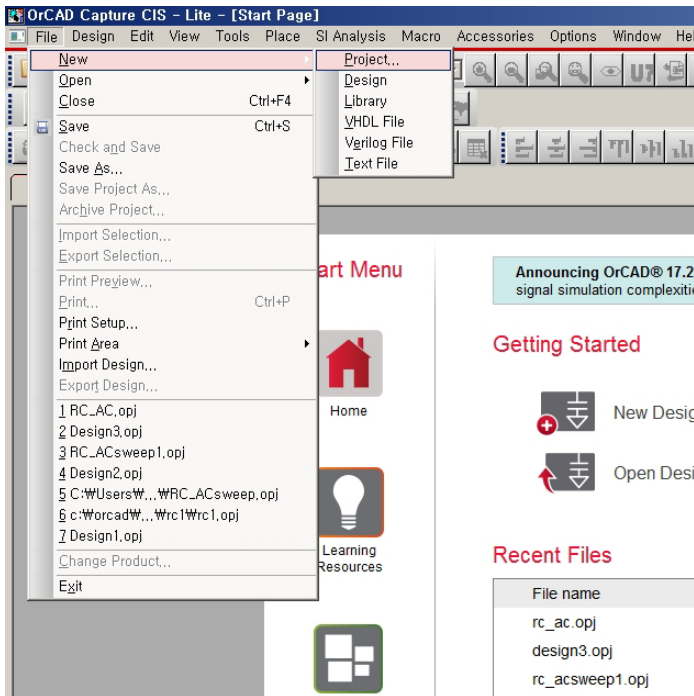 OrCAD Capture CIS - Lite - [Start Page]
File Design Edit View Tools Place SI Analysis Macro Accessories Options Window Hel
New
Open
Close Ctrl+F4
Save Ctrl+S
Check and Save
Save As...
Save Project As...
Archive Project...
Import Selection...
Export Selection...
Print Preview...
Print... Ctrl+P
Print Setup...
Print Area
Import Design...
Export Design...
1 RC_AC.opj
2 Design3.opj
3 RC_ACsweep1.opj
4 Design2.opj
5 C:₩Users₩...₩RC_ACsweep.opj
6 c:₩orcad₩...₩rc1₩rc1.opj
7 Design1.opj
Change Product...
Exit
Project...
Design
Library
VHDL File
Verilog File
Text File
U?
art Menu
Home
Learning
Resources
Announcing OrCAD® 17.2
signal simulation complexiti
Getting Started
New Desig
Open Desi
Recent Files
File name
rc_ac.opj
design3.opj
rc_acsweep1.opj